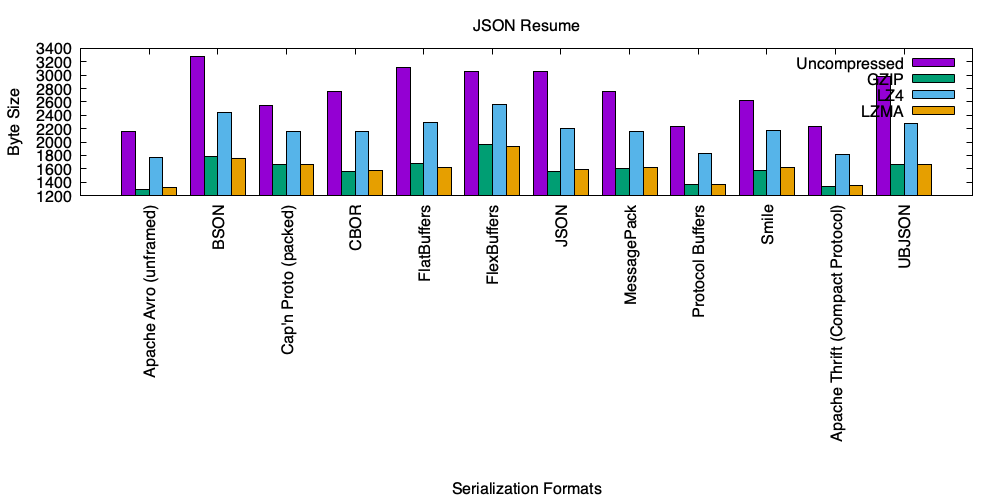 JSON Resume
3400
3200
3000
2800
2600
2400
2200
2000
1800
1600
1400
1200
Byte Size
Uncompressed
GZIP
LZ4
LZMA
Apache Avro (unframed)
BSON
Cap'n Proto (packed)
CBOR
FlatBuffers
FlexBuffers
JSON
MessagePack
Protocol Buffers
Smile
Apache Thrift (Compact Protocol)
UBJSON
Serialization Formats